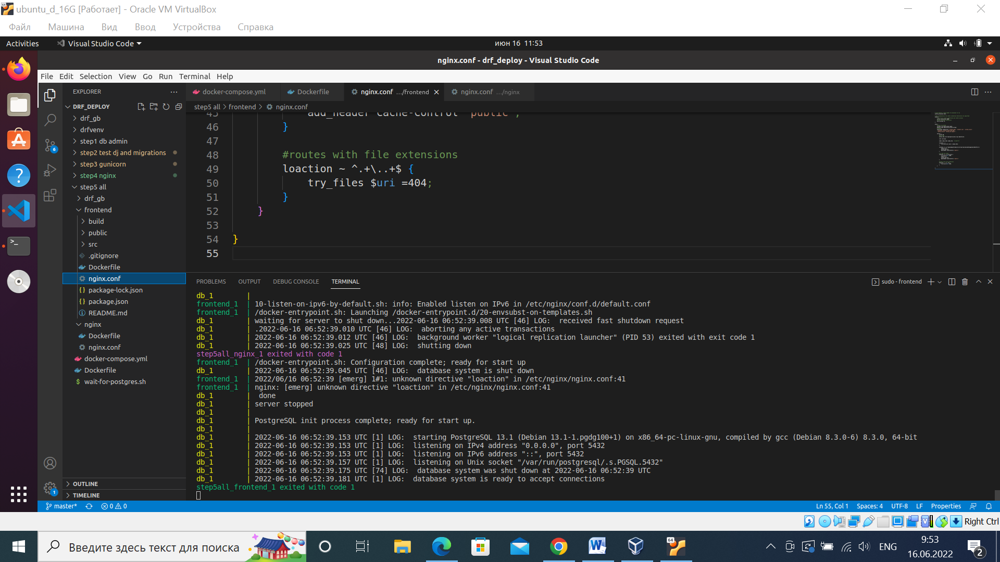 ubuntu_d_16G [Работает] - Oracle VM VirtualBox
Файл Машина Вид Ввод Устройства Справка
Activities Visual Studio Code июн 16 11:53
nginx.conf - drf_deploy - Visual Studio Code
File Edit Selection View Go Run Terminal Help
EXPLORER
DRF_DEPLOY
drf_gb
drfvenv
step1 db admin
step2 test dj and migrations
step3 gunicorn
step4 nginx
step5 all
drf_gb
frontend
build
public
src
.gitignore
Dockerfile
nginx.conf
package-lock.json
package.json
README.md
nginx
Dockerfile
nginx.conf
docker-compose.yml
Dockerfile
wait-for-postgres.sh
OUTLINE
TIMELINE
6
1
docker-compose.yml Dockerfile nginx.conf .../frontend nginx.conf .../nginx
step5 all > frontend > nginx.conf
45 add_header Cache-Control "public";
46 }
47
48 #routes with file extensions
49 loaction ~ ^.+\..+$ {
50 try_files $uri =404;
51 }
52 }
53
54 }
55
PROBLEMS OUTPUT DEBUG CONSOLE TERMINAL sudo - frontend
db_1 |
frontend_1 | 10-listen-on-ipv6-by-default.sh: info: Enabled listen on IPv6 in /etc/nginx/conf.d/default.conf
frontend_1 | /docker-entrypoint.sh: Launching /docker-entrypoint.d/20-envsubst-on-templates.sh
db_1 | waiting for server to shut down...2022-06-16 06:52:39.008 UTC [46] LOG: received fast shutdown request
db_1 | .2022-06-16 06:52:39.010 UTC [46] LOG: aborting any active transactions
db_1 | 2022-06-16 06:52:39.012 UTC [46] LOG: background worker "logical replication launcher" (PID 53) exited with exit code 1
db_1 | 2022-06-16 06:52:39.025 UTC [48] LOG: shutting down
step5all_nginx_1 exited with code 1
frontend_1 | /docker-entrypoint.sh: Configuration complete; ready for start up
db_1 | 2022-06-16 06:52:39.045 UTC [46] LOG: database system is shut down
frontend_1 | 2022/06/16 06:52:39 [emerg] 1#1: unknown directive "loaction" in /etc/nginx/nginx.conf:41
frontend_1 | nginx: [emerg] unknown directive "loaction" in /etc/nginx/nginx.conf:41
db_1 | done
db_1 | server stopped
db_1 |
db_1 | PostgreSQL init process complete; ready for start up.
db_1 |
db_1 | 2022-06-16 06:52:39.153 UTC [1] LOG: starting PostgreSQL 13.1 (Debian 13.1-1.pgdg100+1) on x86_64-pc-linux-gnu, compiled by gcc (Debian 8.3.0-6) 8.3.0, 64-bit
db_1 | 2022-06-16 06:52:39.153 UTC [1] LOG: listening on IPv4 address "0.0.0.0", port 5432
db_1 | 2022-06-16 06:52:39.153 UTC [1] LOG: listening on IPv6 address "::", port 5432
db_1 | 2022-06-16 06:52:39.157 UTC [1] LOG: listening on Unix socket "/var/run/postgresql/.s.PGSQL.5432"
db_1 | 2022-06-16 06:52:39.175 UTC [74] LOG: database system was shut down at 2022-06-16 06:52:39 UTC
db_1 | 2022-06-16 06:52:39.181 UTC [1] LOG: database system is ready to accept connections
step5all_frontend_1 exited with code 1
master* 0 0 Ln 55, Col 1 Spaces: 4 UTF-8 LF Properties
Right Ctrl
Введите здесь текст для поиска
64
ENG
9:53
16.06.2022
2